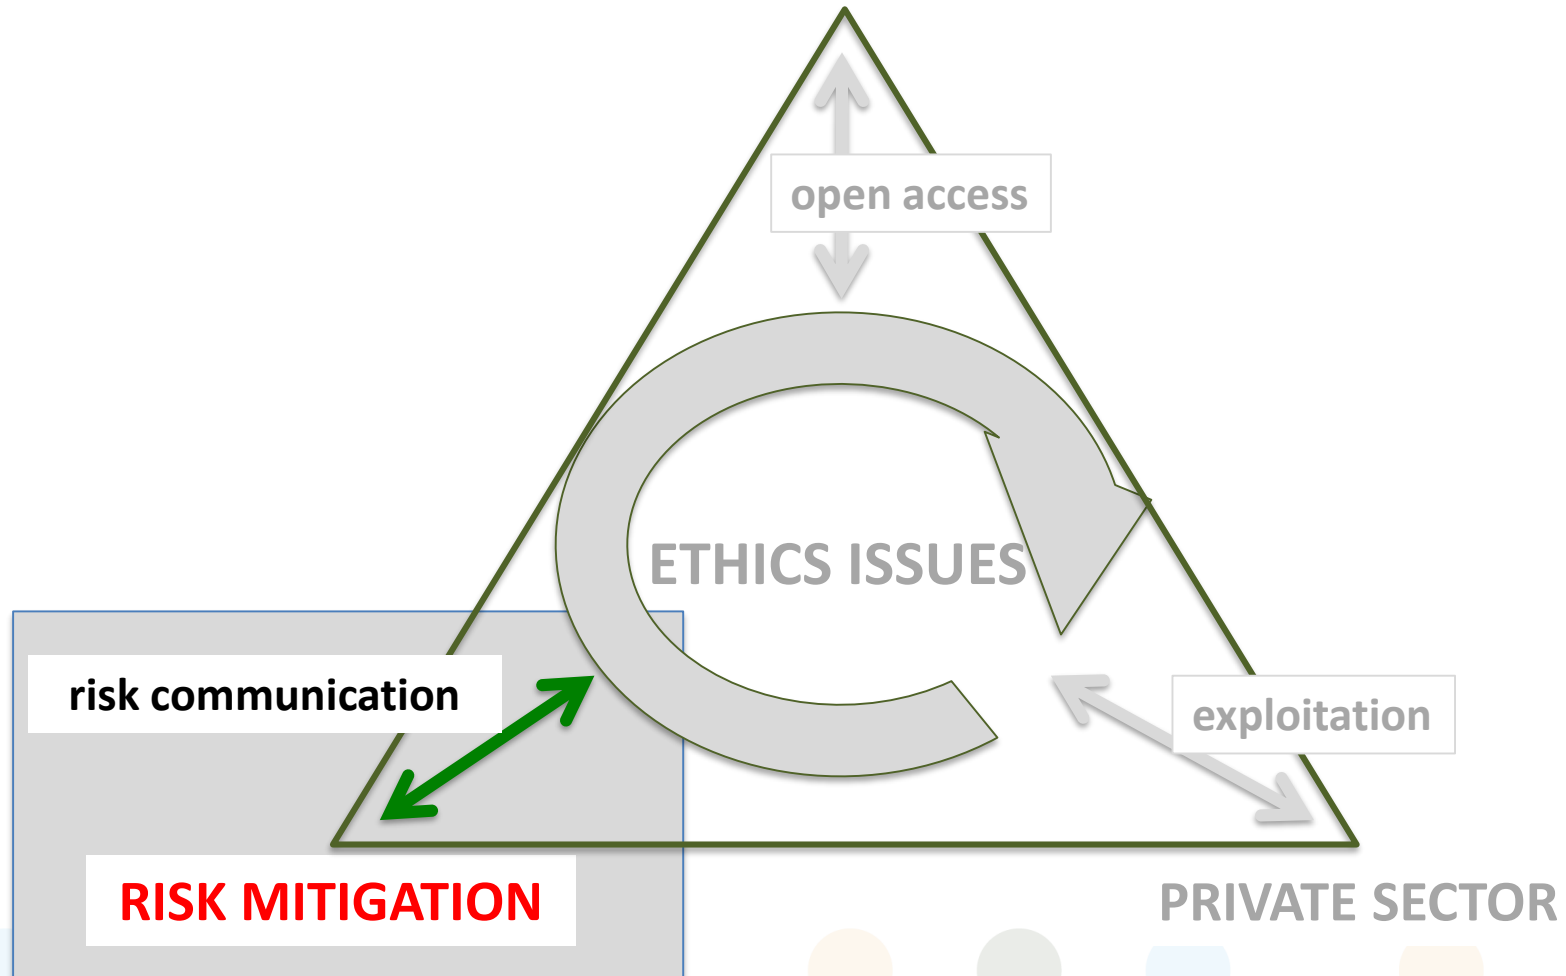 open access
ETHICS ISSUES
risk communication
exploitation
RISK MITIGATION
PRIVATE SECTOR